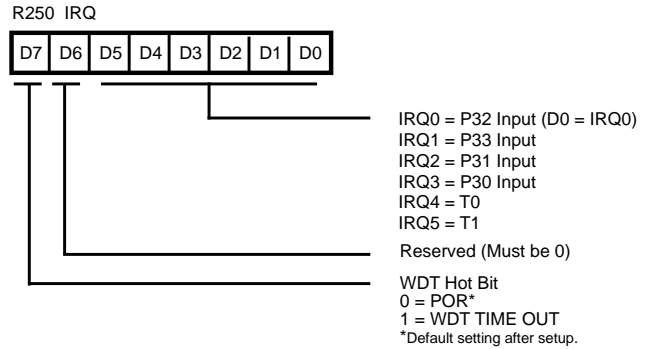 R250 IRQ
D7 D6 D5 D4 D3 D2 D1 D0
IRQ0 = P32 Input (D0 = IRQ0)
IRQ1 = P33 Input
IRQ2 = P31 Input
IRQ3 = P30 Input
IRQ4 = T0
IRQ5 = T1
Reserved (Must be 0)
WDT Hot Bit
0 = POR*
1 = WDT TIME OUT
*Default setting after setup.